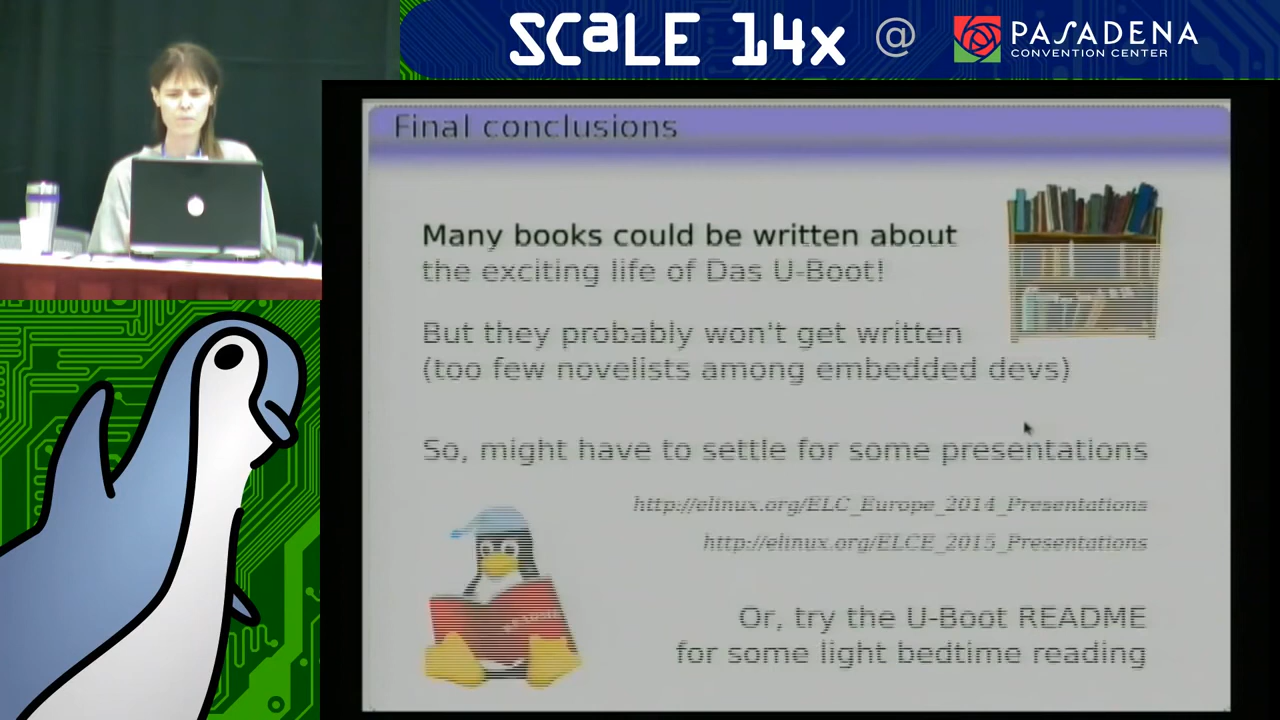 SCALE 14x @ PASADENA
CONVENTION CENTER
Final conclusions
Many books could be written about
the exciting life of Das U-Boot!
But they probably won't get written
(too few novelists among embedded devs)
So, might have to settle for some presentations
http://elinux.org/ELC_Europe_2014_Presentations
http://elinux.org/ELCE_2015_Presentations
Or, try the U-Boot README
for some light bedtime reading